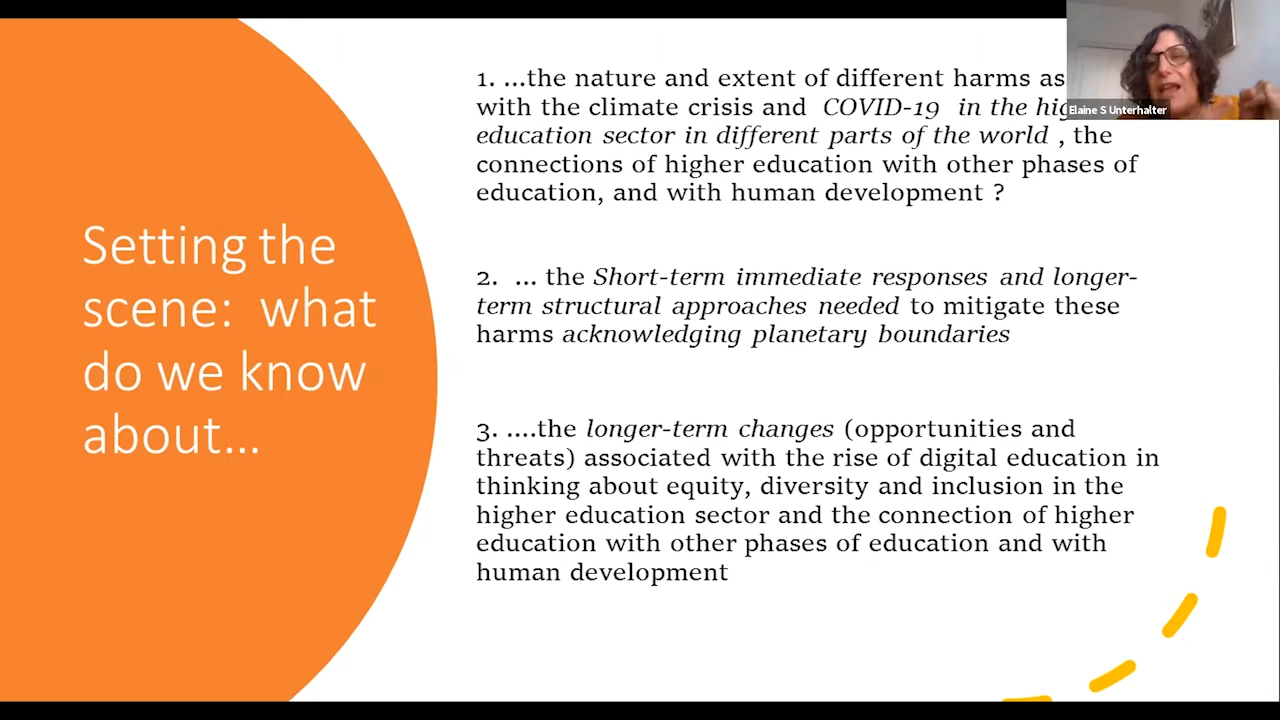 Setting the
scene:  what
do we know
about...
1. ...the nature and extent of different harms as
with the climate crisis and  COVID-19  in the hig
education sector in different parts of the world , the
connections of higher education with other phases of
education, and with human development ?
2.  ... the Short-term immediate responses and longer-
term structural approaches needed to mitigate these
harms acknowledging planetary boundaries
3. ....the longer-term changes (opportunities and
threats) associated with the rise of digital education in
thinking about equity, diversity and inclusion in the
higher education sector and the connection of higher
education with other phases of education and with
human development
Elaine S Unterhalter